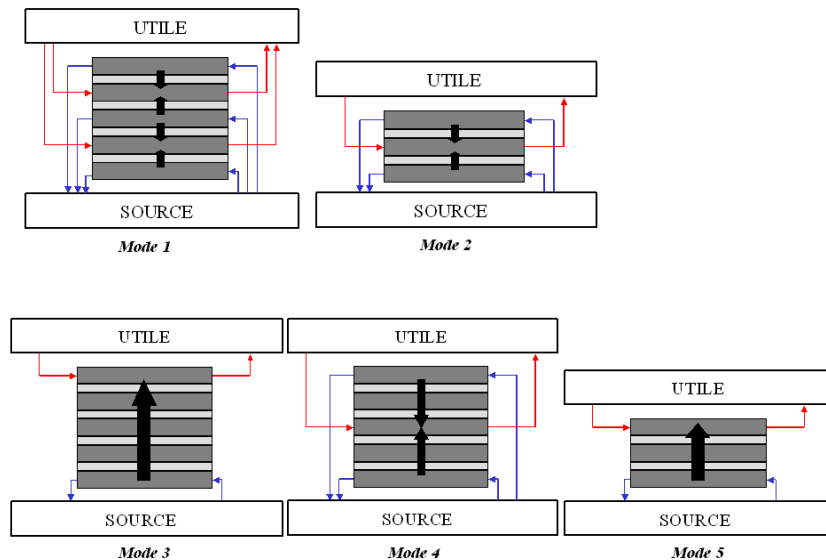 UTILE
SOURCE
Mode 1
UTILE
SOURCE
Mode 2
UTILE
SOURCE
Mode 3
UTILE
SOURCE
Mode 4
UTILE
SOURCE
Mode 5